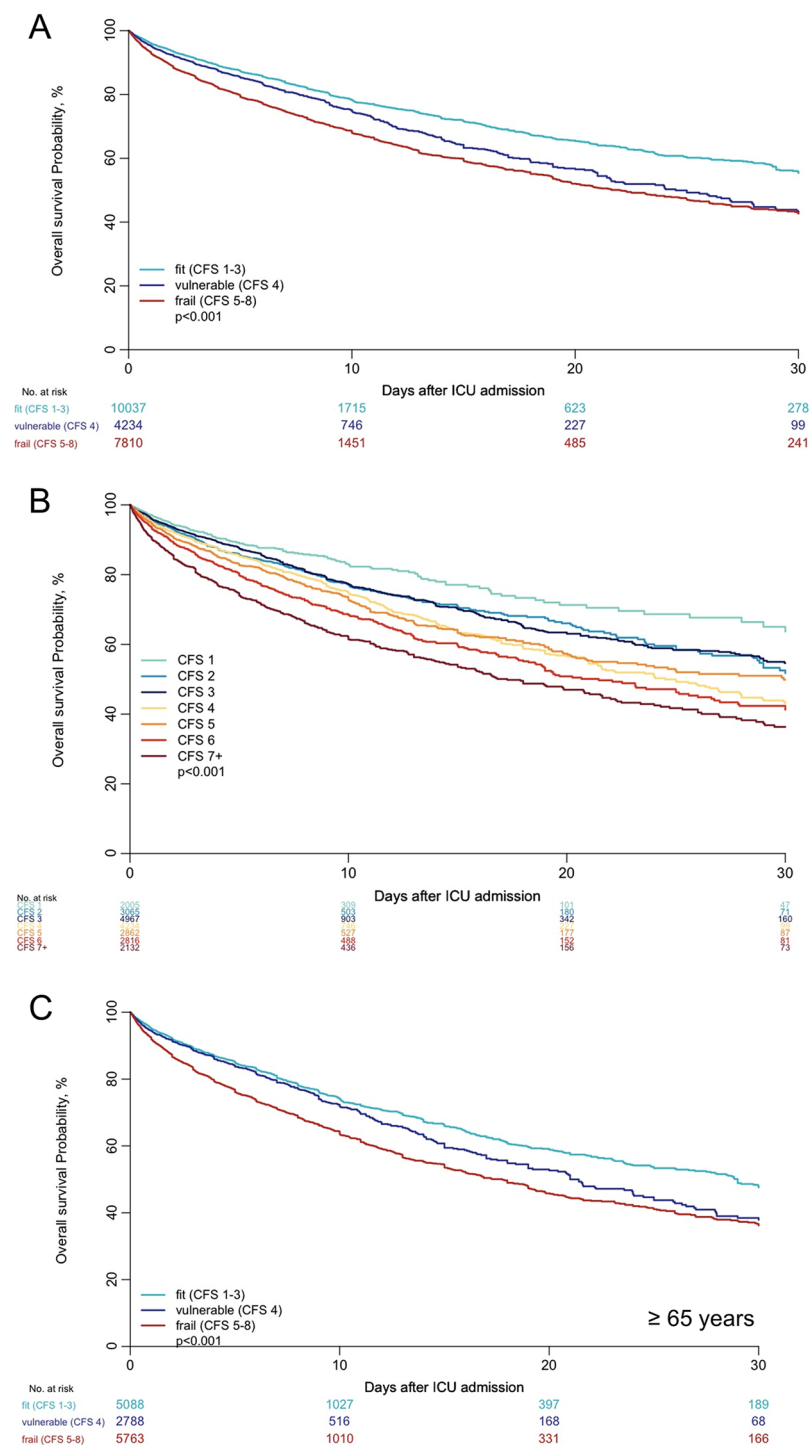 A
Overall survival Probability, %
100
80
60
40
20
0
fit (CFS 1-3)
vulnerable (CFS 4)
frail (CFS 5-8)
p<0.001
0 10 20 30
Days after ICU admission
No. at risk
fit (CFS 1-3) 10037 1715 623 278
vulnerable (CFS 4) 4234 746 227 99
frail (CFS 5-8) 7810 1451 485 241
B
Overall survival Probability, %
100
80
60
40
20
0
CFS 1
CFS 2
CFS 3
CFS 4
CFS 5
CFS 6
CFS 7+
p<0.001
0 10 20 30
Days after ICU admission
No. at risk
CFS 1 2005 309 101 47
CFS 2 3065 503 180 71
CFS 3 4967 903 342 160
CFS 5 2862 527 177 87
CFS 6 2816 488 152 81
CFS 7+ 2132 436 156 73
C
Overall survival Probability, %
100
80
60
40
20
0
fit (CFS 1-3)
vulnerable (CFS 4)
frail (CFS 5-8)
p<0.001
≥ 65 years
0 10 20 30
Days after ICU admission
No. at risk
fit (CFS 1-3) 5088 1027 397 189
vulnerable (CFS 4) 2788 516 168 68
frail (CFS 5-8) 5763 1010 331 166